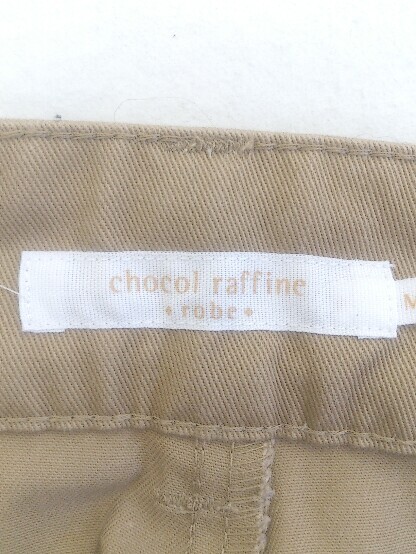 chocol raffine
◆ robe ◆
M